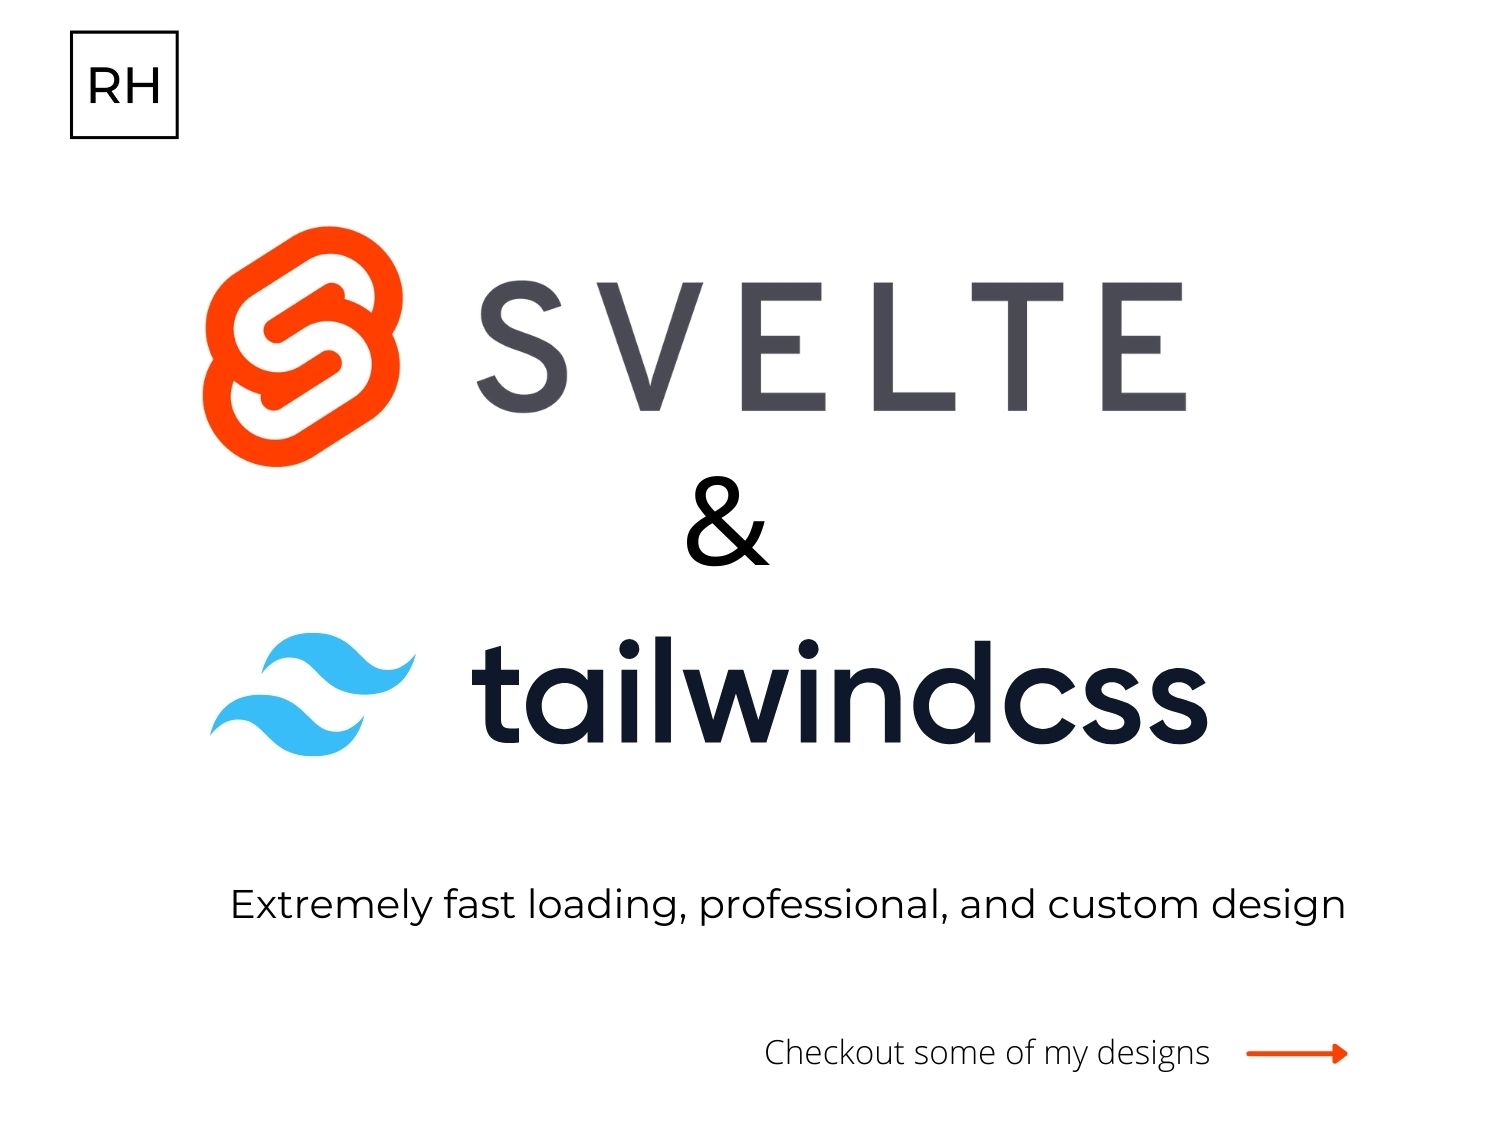 RH
SVELTE
&
tailwindcss
Extremely fast loading, professional, and custom design
Checkout some of my designs